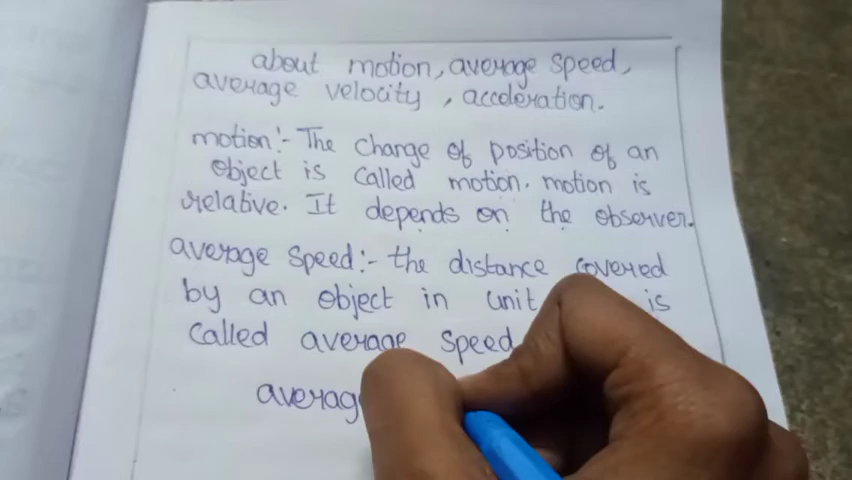 about motion, average speed,
average velocity, acceleration.
motion:- The change of position of an
object is called motion. motion is
relative. It depends on the observer.
average speed:- the distance covered
by an object in unit is
called average speed